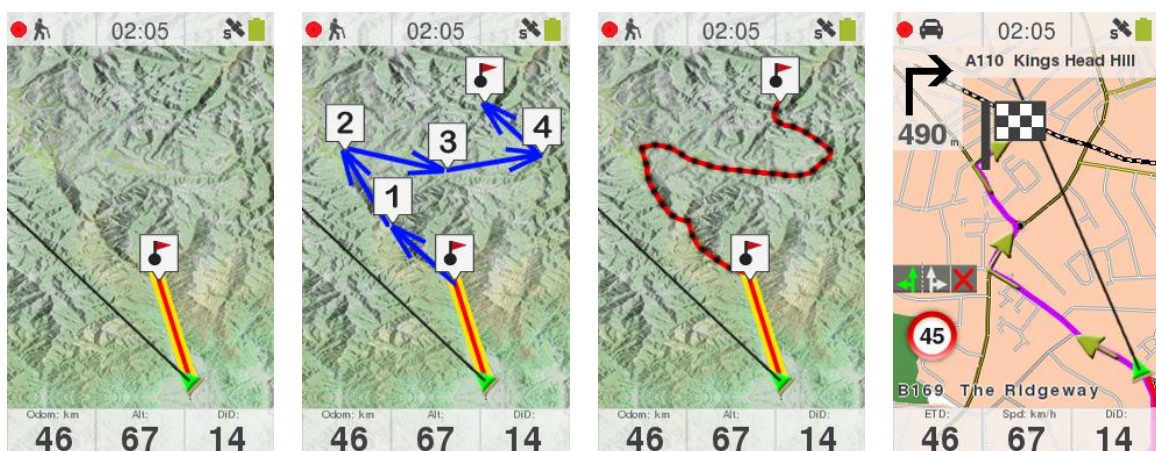 02:05
S
Odom: km Alt: DiD:
46 67 14
02:05
S
2
3
4
1
Odom: km Alt: DiD:
46 67 14
02:05
S
Odom: km Alt: DiD:
46 67 14
02:05
S
A110 Kings Head Hill
490 m
45
B169 The Ridgeway
ETD: Spd: km/h DiD:
46 67 14